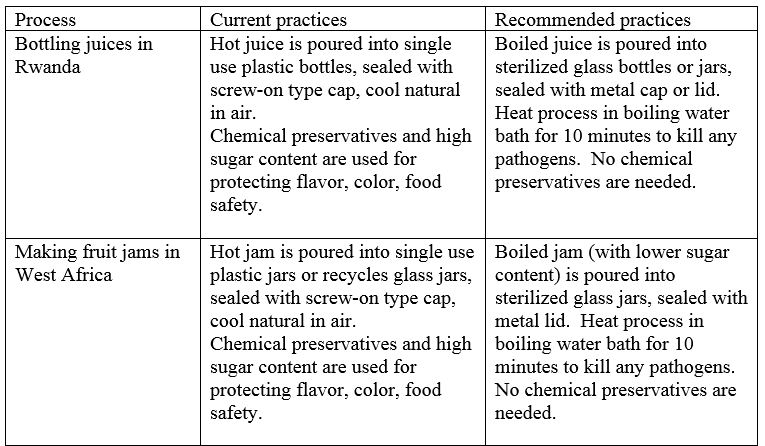 Process
Current practices
Recommended practices
Bottling juices in
Rwanda
Hot juice is poured into single
use plastic bottles, sealed with
screw-on type cap, cool natural
in air.
Chemical preservatives and high
sugar content are used for
protecting flavor, color, food
safety.
Boiled juice is poured into
sterilized glass bottles or jars,
sealed with metal cap or lid.
Heat process in boiling water
bath for 10 minutes to kill any
pathogens.  No chemical
preservatives are needed.
Making fruit jams in
West Africa
Hot jam is poured into single use
plastic jars or recycles glass jars,
sealed with screw-on type cap,
cool natural in air.
Chemical preservatives and high
sugar content are used for
protecting flavor, color, food
safety.
Boiled jam (with lower sugar
content) is poured into
sterilized glass jars, sealed with
metal lid.  Heat process in
boiling water bath for 10
minutes to kill any pathogens.
No chemical preservatives are
needed.